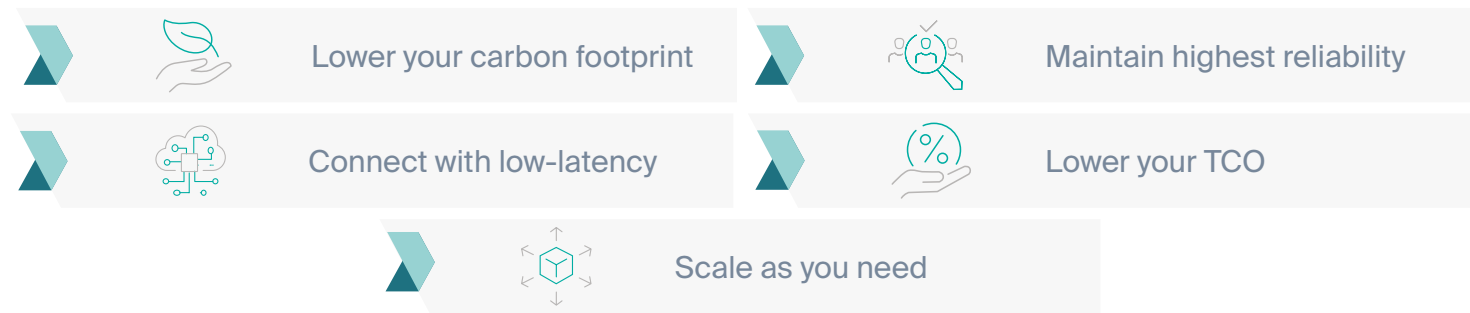 Lower your carbon footprint
Maintain highest reliability
Connect with low-latency
Lower your TCO
Scale as you need